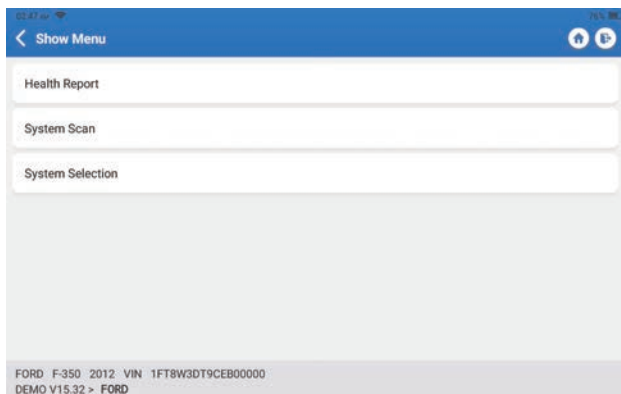 Show Menu
Health Report
System Scan
System Selection
FORD F-350 2012 VIN 1FT8W3DT9CEB00000
DEMO V15.32 > FORD